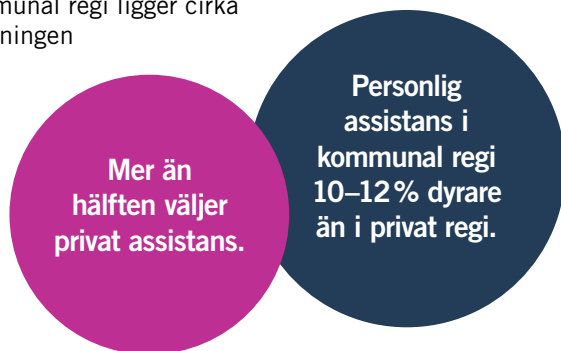 munal regi ligger cirka
ningen
Mer än
hälften väljer
privat assistans.
Personlig
assistans i
kommunal regi
10–12 % dyrare
än i privat regi.